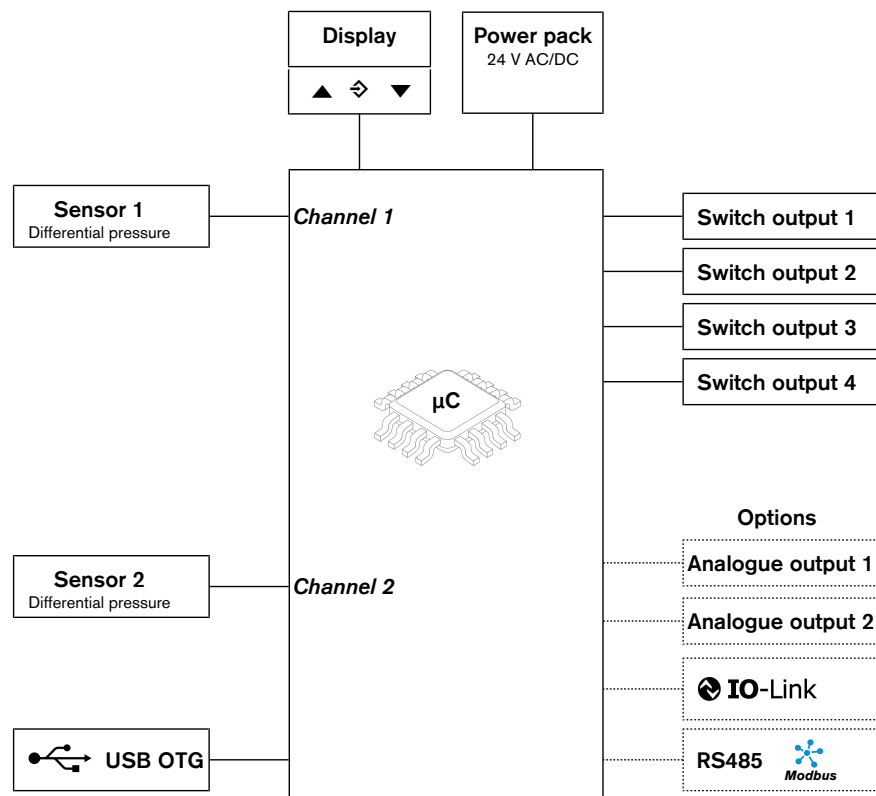 Display
Power pack
24 V AC/DC
Sensor 1
Differential pressure
Channel 1
Switch output 1
Switch output 2
Switch output 3
Switch output 4
µC
Options
Analogue output 1
Sensor 2
Differential pressure
Channel 2
Analogue output 2
IO-Link
USB OTG
RS485
Modbus